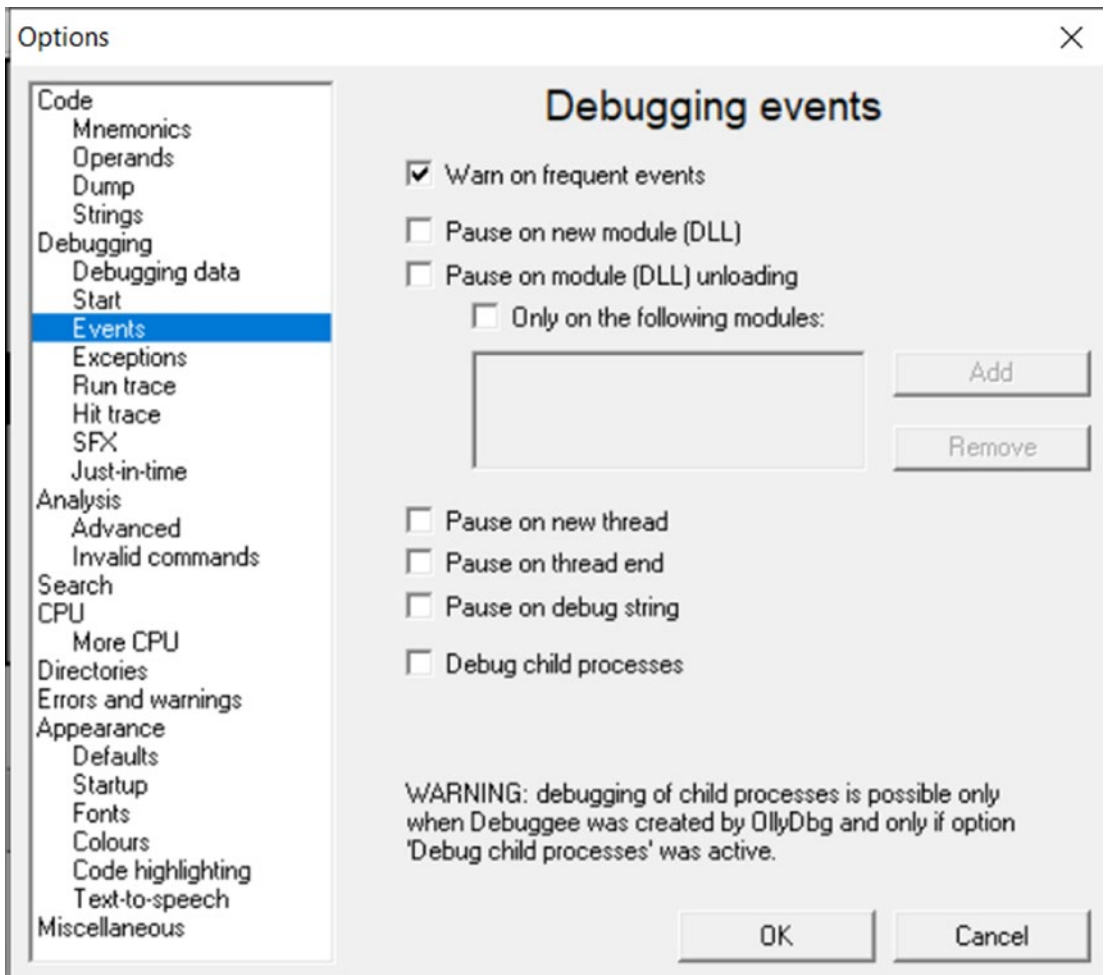 Options
Code
Mnemonics
Operands
Dump
Strings
Debugging
Debugging data
Start
Events
Exceptions
Run trace
Hit trace
SFX
Just-in-time
Analysis
Advanced
Invalid commands
Search
CPU
More CPU
Directories
Errors and warnings
Appearance
Defaults
Startup
Fonts
Colours
Code highlighting
Text-to-speech
Miscellaneous
Debugging events
Warn on frequent events
Pause on new module (DLL)
Pause on module (DLL) unloading
Only on the following modules:
Add
Remove
Pause on new thread
Pause on thread end
Pause on debug string
Debug child processes
WARNING: debugging of child processes is possible only
when Debuggee was created by OllyDbg and only if option
'Debug child processes' was active.
OK
Cancel